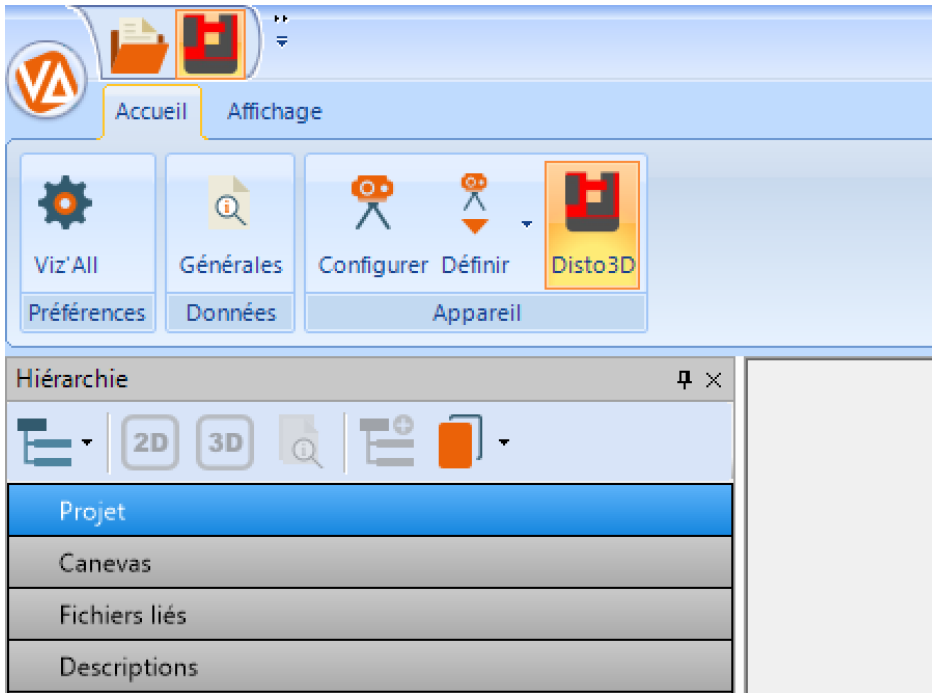 VA
Accueil Affichage
Viz'All Générales Configurer Définir Disto3D
Préférences Données Appareil
Hiérarchie
2D 3D
Projet
Canevas
Fichiers liés
Descriptions